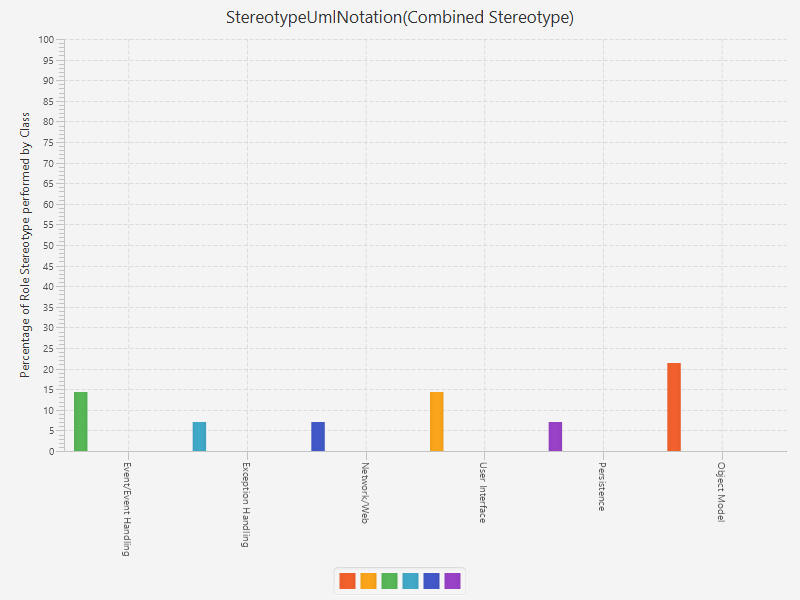 StereotypeUmlNotation(Combined Stereotype)
Percentage of Role Stereotype performed by Class
100
95
90
85
80
75
70
65
60
55
50
45
40
35
30
25
20
15
10
5
0
Event/Event Handling
Exception Handling
Network/Web
User Interface
Persistence
Object Model